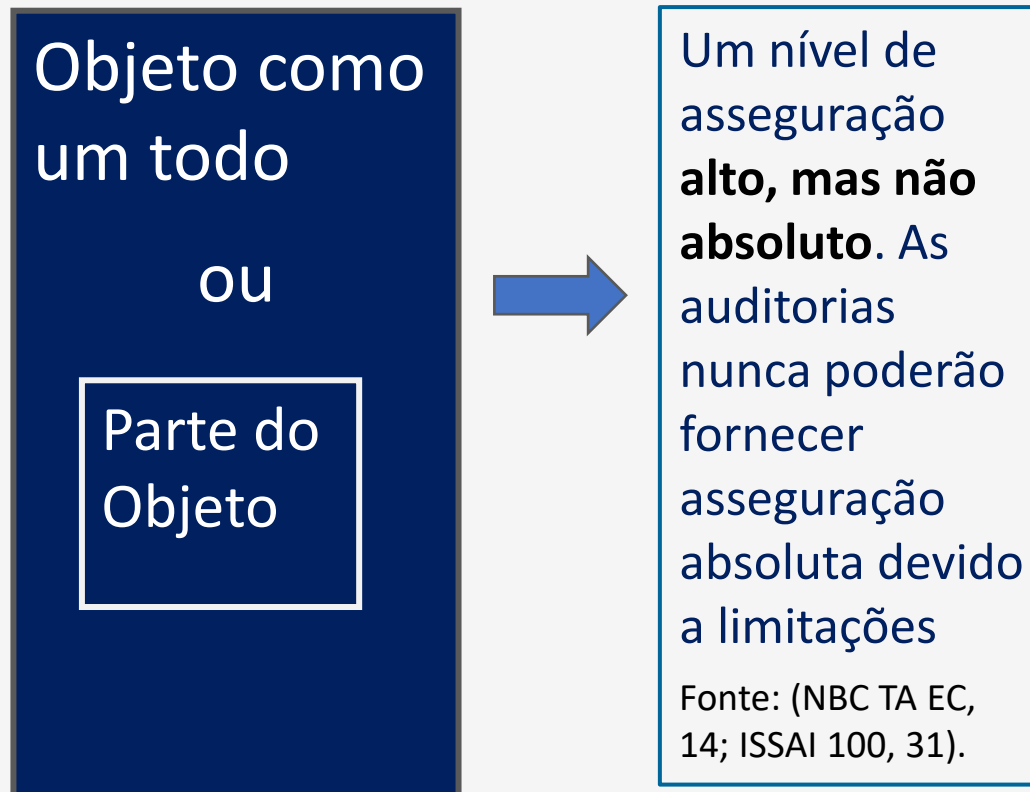 Objeto como
um todo
ou
Parte do
Objeto
Um nível de
asseguração
alto, mas não
absoluto. As
auditorias
nunca poderão
fornecer
asseguração
absoluta devido
a limitações
Fonte: (NBC TA EC,
14; ISSAI 100, 31).